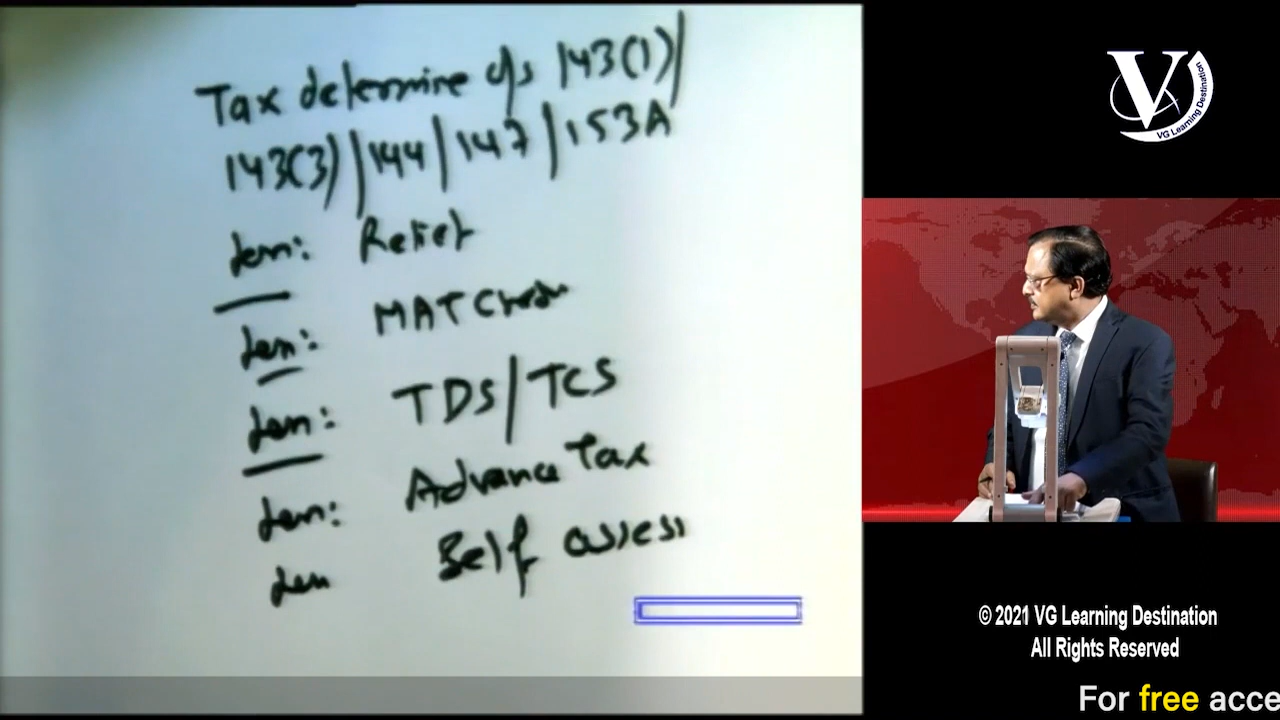 Tax determine u/s 143(1)/
143(3)/144/147/153A
Less: Relief
Less: MAT Credit
Less: TDS/TCS
Less: Advance Tax
Less Self assess
V
VG Learning Destination
© 2021 VG Learning Destination
All Rights Reserved
For free acce